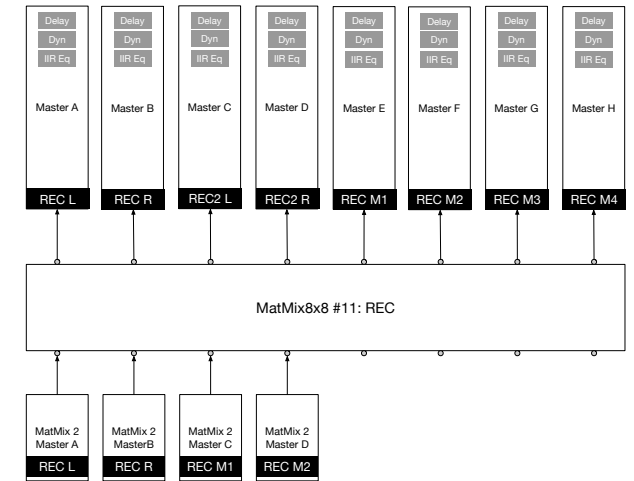 Delay Delay Delay Delay Delay Delay Delay Delay
Dyn Dyn Dyn Dyn Dyn Dyn Dyn Dyn
IIR Eq IIR Eq IIR Eq IIR Eq IIR Eq IIR Eq IIR Eq IIR Eq
Master A Master B Master C Master D Master E Master F Master G Master H
REC L REC R REC2 L REC2 R REC M1 REC M2 REC M3 REC M4
MatMix8x8 #11: REC
MatMix 2 MatMix 2 MatMix 2 MatMix 2
Master A MasterB Master C Master D
REC L REC R REC M1 REC M2